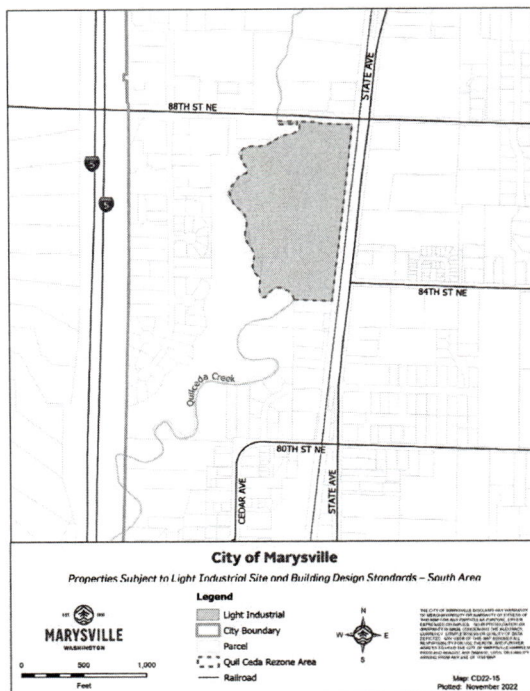 88TH ST NE
STATE AVE
5
5
84TH ST NE
Quilceda Creek
80TH ST NE
CEDAR AVE
STATE AVE
City of Marysville
Properties Subject to Light Industrial Site and Building Design Standards – South Area
Legend
Light Industrial
City Boundary
Parcel
Quil Ceda Rezone Area
Railroad
MARYSVILLE
WASHINGTON
0 500 1,000
Feet
N
W E
S
Map: CD22-15
Plotted: November 2022